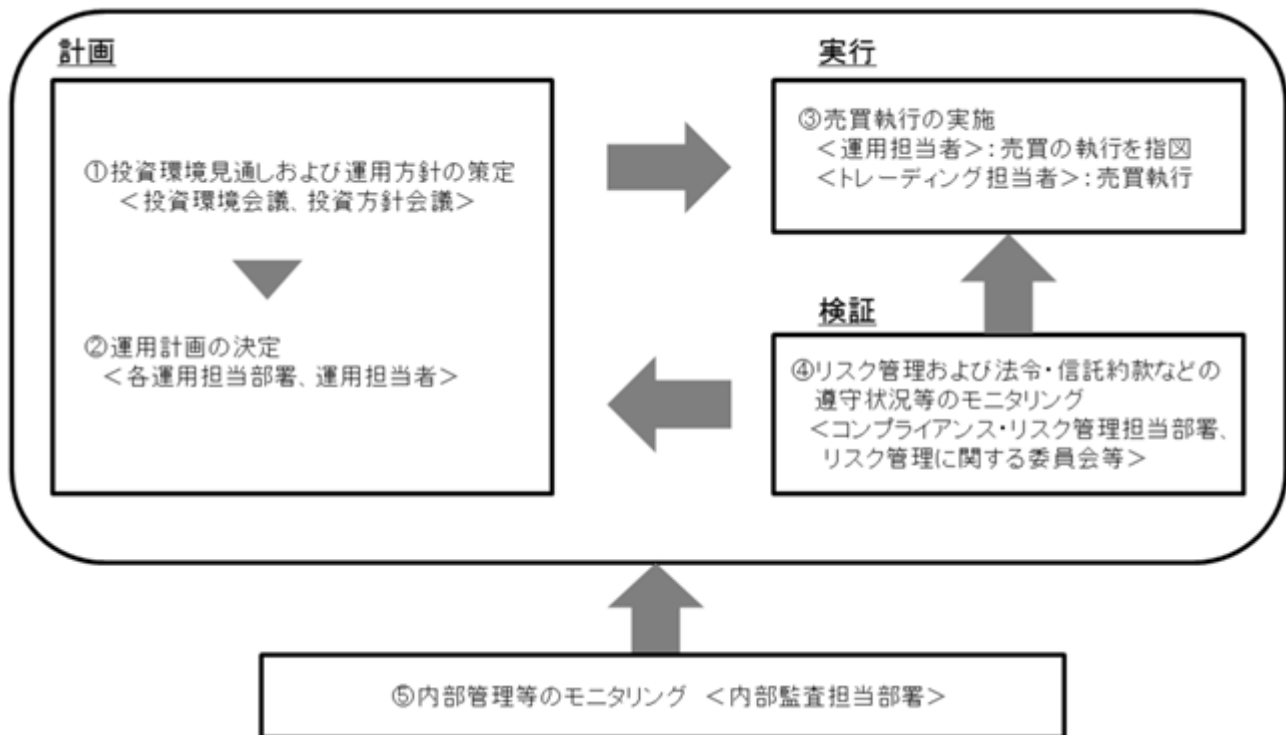 計画
①投資環境見通しおよび運用方針の策定
＜投資環境会議、投資方針会議＞
②運用計画の決定
＜各運用担当部署、運用担当者＞
実行
③売買執行の実施
＜運用担当者＞：売買の執行を指図
＜トレーディング担当者＞：売買執行
検証
④リスク管理および法令・信託約款などの
遵守状況等のモニタリング
＜コンプライアンス・リスク管理担当部署、
リスク管理に関する委員会等＞
⑤内部管理等のモニタリング　＜内部監査担当部署＞